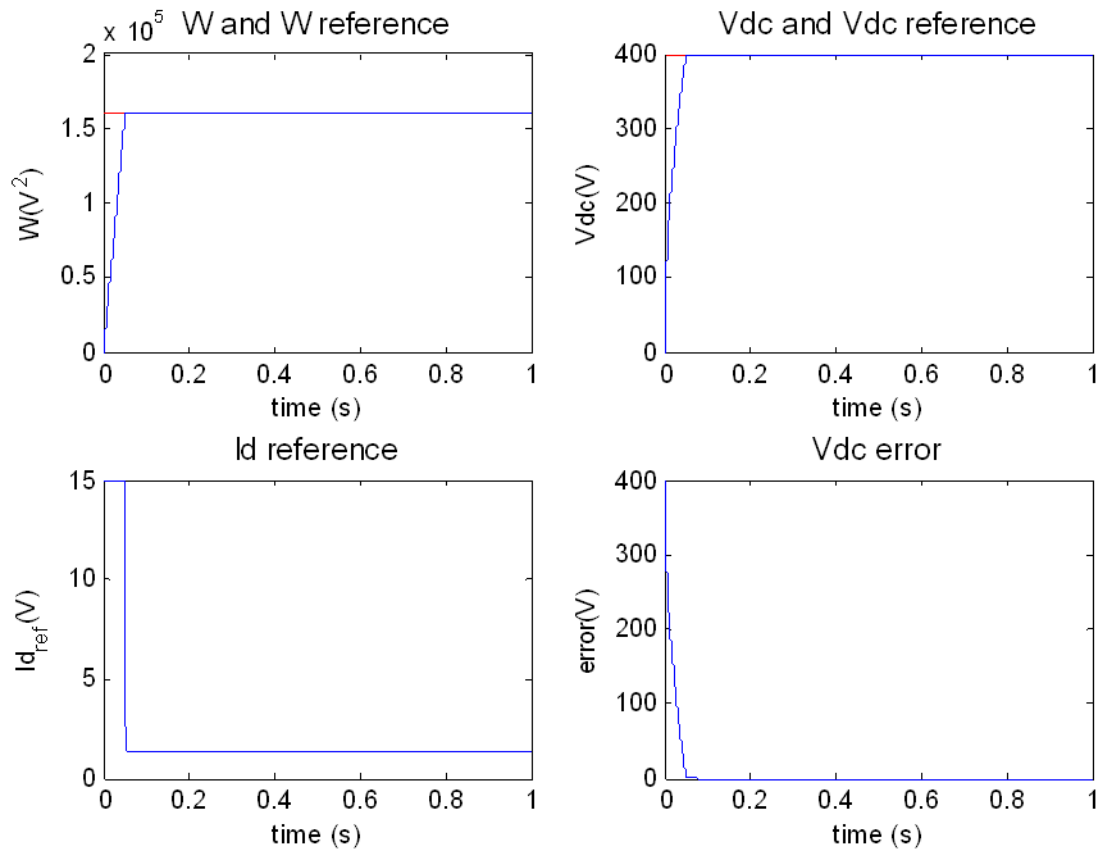 W and W reference
x 10^5
2
1.5
1
0.5
0
W(V^2)
0 0.2 0.4 0.6 0.8 1
time (s)
Vdc and Vdc reference
400
300
200
100
0
Vdc(V)
0 0.2 0.4 0.6 0.8 1
time (s)
Id reference
15
10
5
0
Id_ref(V)
0 0.2 0.4 0.6 0.8 1
time (s)
Vdc error
400
300
200
100
0
error(V)
0 0.2 0.4 0.6 0.8 1
time (s)